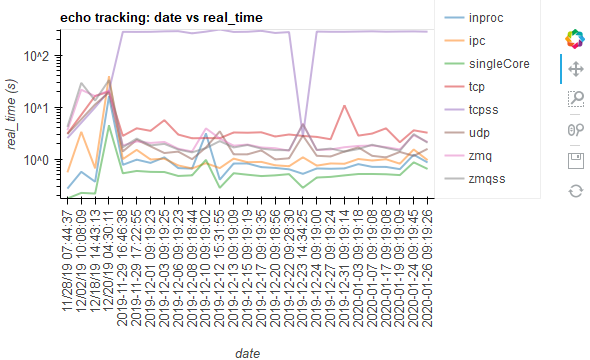 echo tracking: date vs real_time
real_time (s)
10^2
10^1
10^0
11/28/19 07:44:37
12/02/19 10:08:09
12/18/19 14:43:13
12/20/19 04:30:11
2019-11-29 16:46:38
2019-11-29 17:22:55
2019-12-01 09:19:23
2019-12-03 09:19:25
2019-12-06 09:19:23
2019-12-08 09:18:44
2019-12-10 09:19:02
2019-12-12 15:31:55
2019-12-13 09:19:09
2019-12-15 09:19:19
2019-12-17 09:19:35
2019-12-20 09:18:56
2019-12-22 09:28:30
2019-12-23 14:34:25
2019-12-24 09:19:00
2019-12-27 09:19:24
2019-12-31 09:19:14
2020-01-03 09:19:18
2020-01-07 09:19:08
2020-01-17 09:19:08
2020-01-19 09:19:09
2020-01-24 09:19:45
2020-01-26 09:19:26
date
inproc
ipc
singleCore
tcp
tcpss
udp
zmq
zmqss